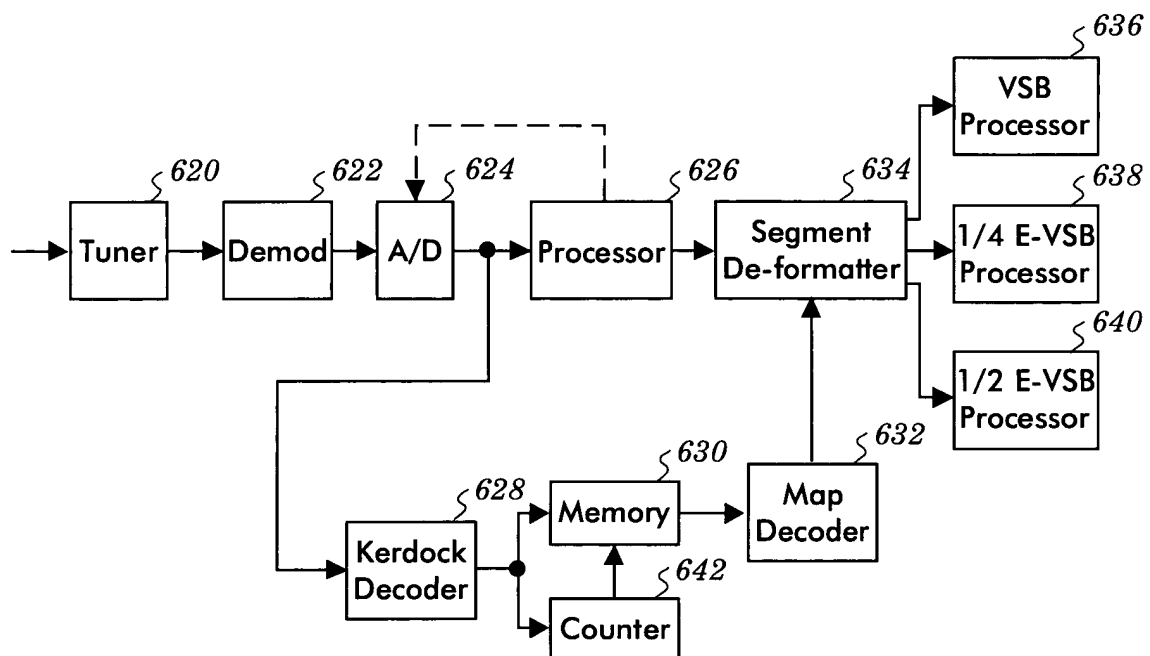 636
VSB
Processor
620
622
624
626
634
638
Tuner
Demod
A/D
Processor
Segment
De-formatter
1/4 E-VSB
Processor
640
1/2 E-VSB
Processor
628
630
632
Kerdock
Decoder
Memory
Map
Decoder
642
Counter